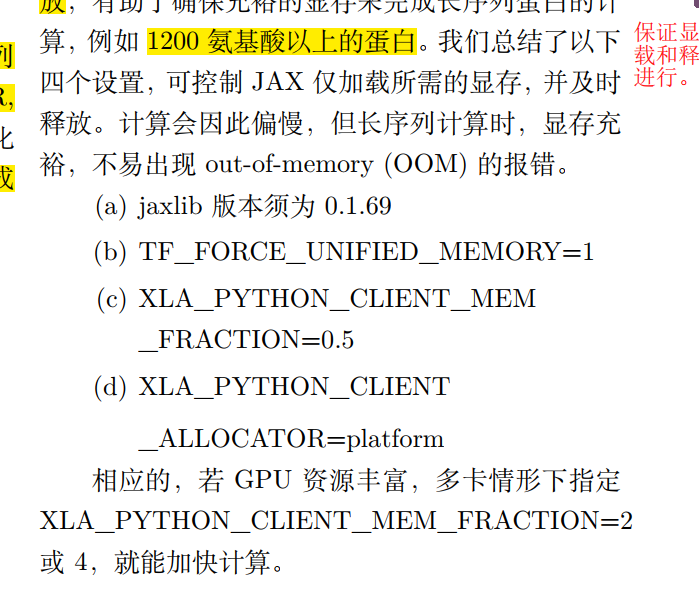 放，有助于确保充裕的显存来完成长序列蛋白的计
算，例如 1200 氨基酸以上的蛋白。我们总结了以下
四个设置，可控制 JAX 仅加载所需的显存，并及时
释放。计算会因此偏慢，但长序列计算时，显存充
裕，不易出现 out-of-memory (OOM) 的报错。
(a) jaxlib 版本须为 0.1.69
(b) TF_FORCE_UNIFIED_MEMORY=1
(c) XLA_PYTHON_CLIENT_MEM
_FRACTION=0.5
(d) XLA_PYTHON_CLIENT
_ALLOCATOR=platform
相应的，若 GPU 资源丰富，多卡情形下指定
XLA_PYTHON_CLIENT_MEM_FRACTION=2
或 4，就能加快计算。
保证显
载和释
进行。
列
R,
化